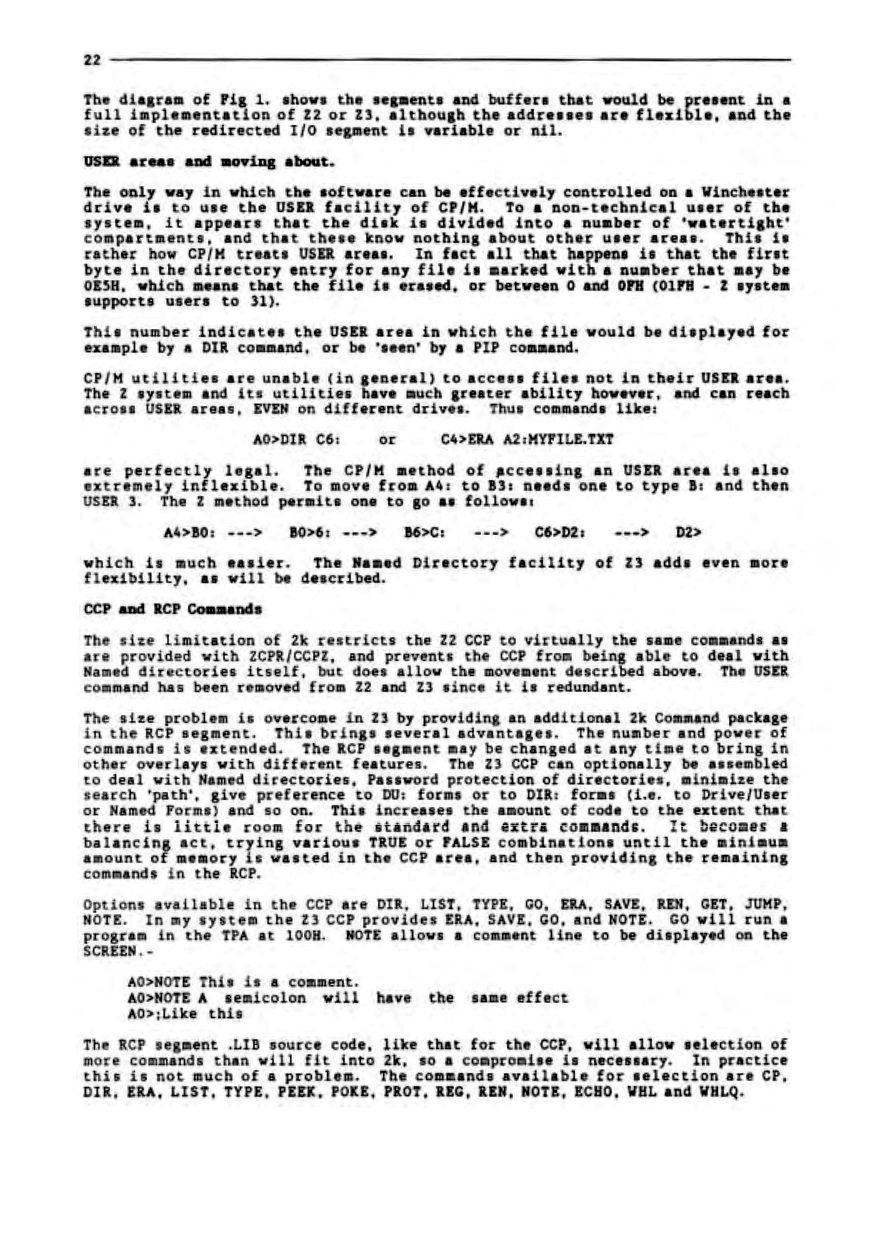 22
The diagram of Fig 1. shows the segments and buffers that would be present in a
full implementation of Z2 or Z3, although the addresses are flexible, and the
size of the redirected I/O segment is variable or nil.
USER areas and moving about.
The only way in which the software can be effectively controlled on a Winchester
drive is to use the USER facility of CP/M. To a non-technical user of the
system, it appears that the disk is divided into a number of 'watertight'
compartments, and that these know nothing about other user areas. This is
rather how CP/M treats USER areas. In fact all that happens is that the first
byte in the directory entry for any file is marked with a number that may be
0E5H, which means that the file is erased, or between 0 and 0FH (01FH - Z system
supports users to 31).
This number indicates the USER area in which the file would be displayed for
example by a DIR command, or be 'seen' by a PIP command.
CP/M utilities are unable (in general) to access files not in their USER area.
The Z system and its utilities have much greater ability however, and can reach
across USER areas, EVEN on different drives. Thus commands like:
A0>DIR C6: or C4>ERA A2:MYFILE.TXT
are perfectly legal. The CP/M method of accessing an USER area is also
extremely inflexible. To move from A4: to B3: needs one to type B: and then
USER 3. The Z method permits one to go as follows:
A4>B0: ---> B0>6: ---> B6>C: ---> C6>D2: ---> D2>
which is much easier. The Named Directory facility of Z3 adds even more
flexibility, as will be described.
CCP and RCP Commands
The size limitation of 2k restricts the Z2 CCP to virtually the same commands as
are provided with ZCPR/CCPZ, and prevents the CCP from being able to deal with
Named directories itself, but does allow the movement described above. The USER
command has been removed from Z2 and Z3 since it is redundant.
The size problem is overcome in Z3 by providing an additional 2k Command package
in the RCP segment. This brings several advantages. The number and power of
commands is extended. The RCP segment may be changed at any time to bring in
other overlays with different features. The Z3 CCP can optionally be assembled
to deal with Named directories, Password protection of directories, minimize the
search 'path', give preference to DU: forms or to DIR: forms (i.e. to Drive/User
or Named Forms) and so on. This increases the amount of code to the extent that
there is little room for the standard and extra commands. It becomes a
balancing act, trying various TRUE or FALSE combinations until the minimum
amount of memory is wasted in the CCP area, and then providing the remaining
commands in the RCP.
Options available in the CCP are DIR, LIST, TYPE, GO, ERA, SAVE, REN, GET, JUMP,
NOTE. In my system the Z3 CCP provides ERA, SAVE, GO, and NOTE. GO will run a
program in the TPA at 100H. NOTE allows a comment line to be displayed on the
SCREEN.-
A0>NOTE This is a comment.
A0>NOTE A semicolon will have the same effect
A0>;Like this
The RCP segment .LIB source code, like that for the CCP, will allow selection of
more commands than will fit into 2k, so a compromise is necessary. In practice
this is not much of a problem. The commands available for selection are CP,
DIR, ERA, LIST, TYPE, PEEK, POKE, PROT, REG, REN, NOTE, ECHO, WHL and WHLQ.